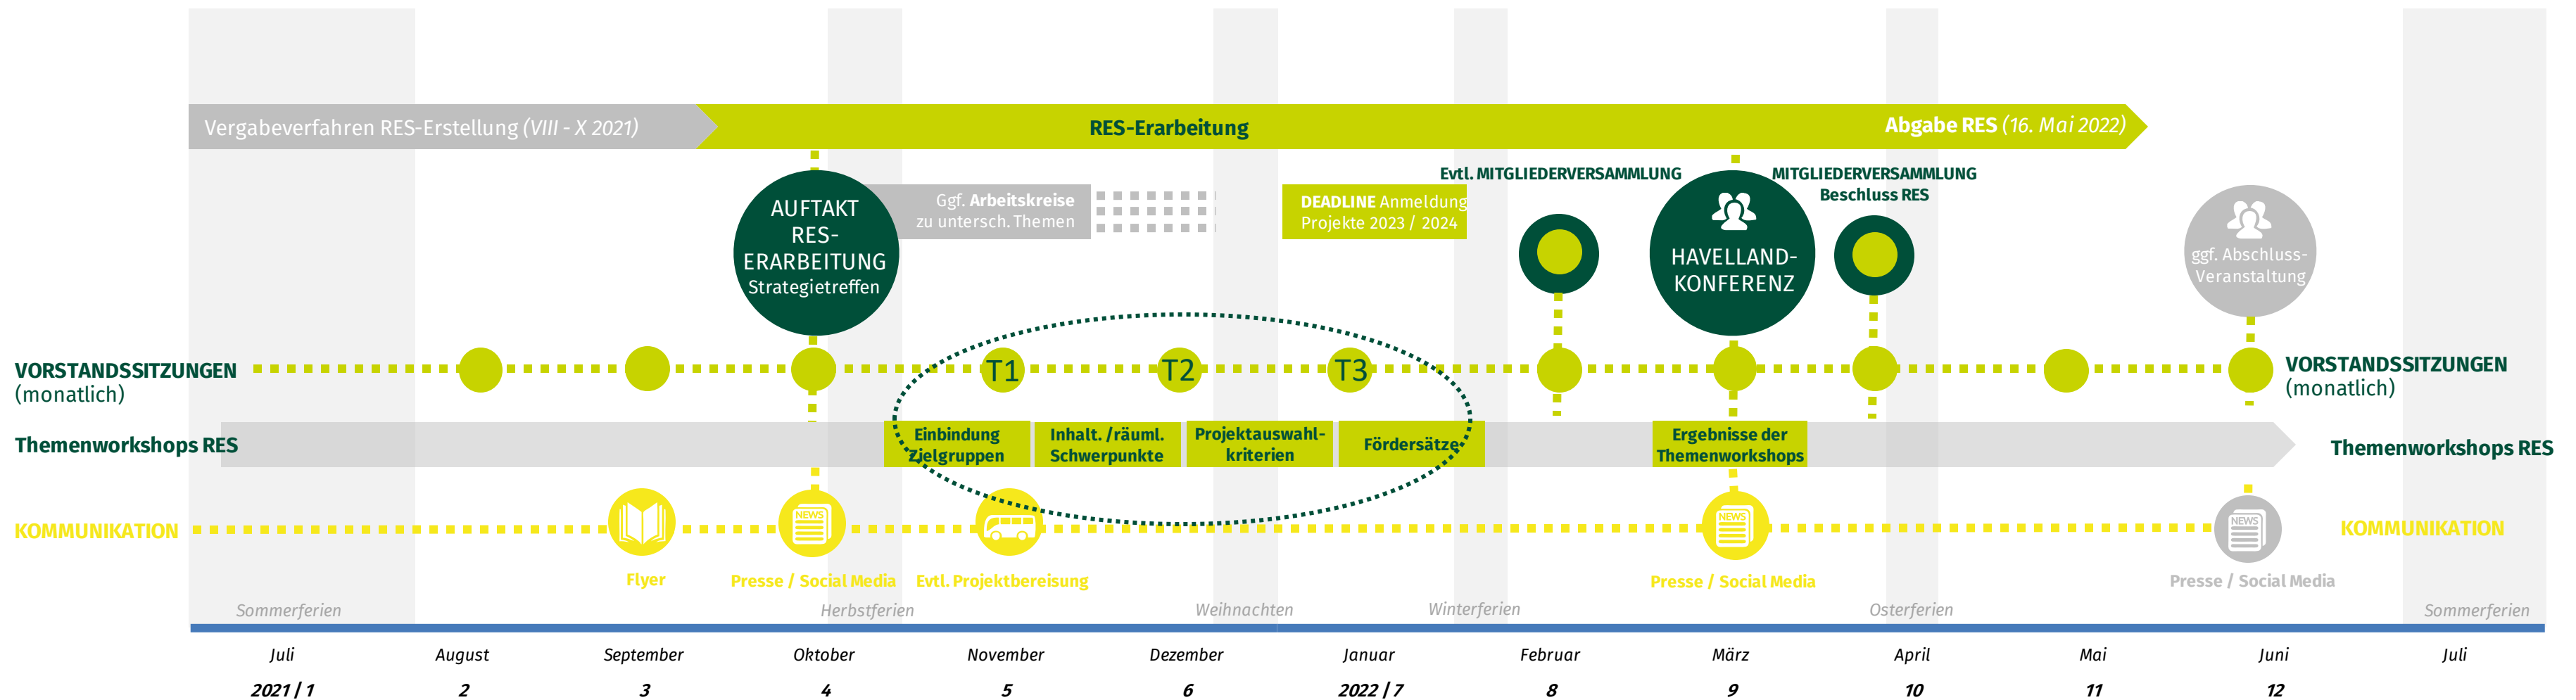 Vergabeverfahren RES-Erstellung (VIII - X 2021)
RES-Erarbeitung
Abgabe RES (16. Mai 2022)
AUFTAKT
RES-
ERARBEITUNG
Strategietreffen
Ggf. Arbeitskreise
zu untersch. Themen
DEADLINE Anmeldung
Projekte 2023 / 2024
Evtl. MITGLIEDERVERSAMMLUNG
HAVELLAND-
KONFERENZ
MITGLIEDERVERSAMMLUNG
Beschluss RES
ggf. Abschluss-
Veranstaltung
VORSTANDSSITZUNGEN
(monatlich)
T1
T2
T3
VORSTANDSSITZUNGEN
(monatlich)
Themenworkshops RES
Einbindung
Zielgruppen
Inhalt. /räuml.
Schwerpunkte
Projektauswahl-
kriterien
Fördersätze
Ergebnisse der
Themenworkshops
Themenworkshops RES
KOMMUNIKATION
NEWS
NEWS
NEWS
KOMMUNIKATION
Flyer
Presse / Social Media
Evtl. Projektbereisung
Presse / Social Media
Presse / Social Media
Sommerferien
Herbstferien
Weihnachten
Winterferien
Osterferien
Sommerferien
Juli
August
September
Oktober
November
Dezember
Januar
Februar
März
April
Mai
Juni
Juli
2021 / 1
2
3
4
5
6
2022 / 7
8
9
10
11
12